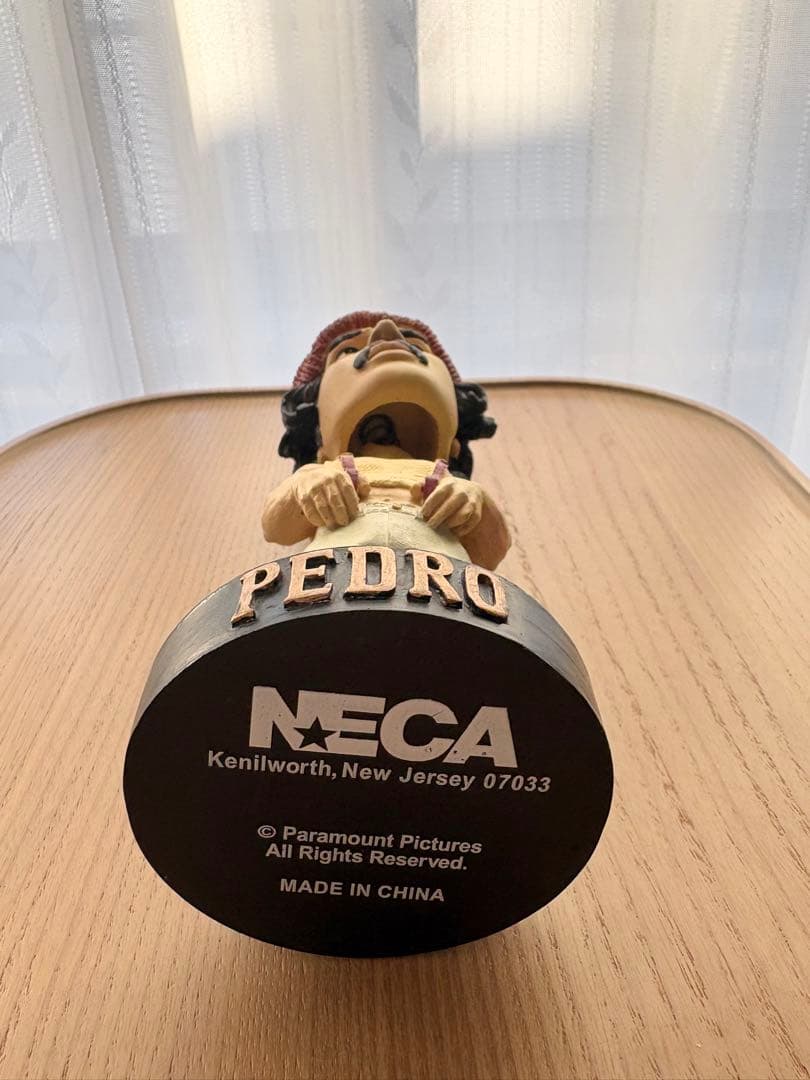 PEDRO
NECA
Kenilworth, New Jersey 07033
© Paramount Pictures
All Rights Reserved.
MADE IN CHINA